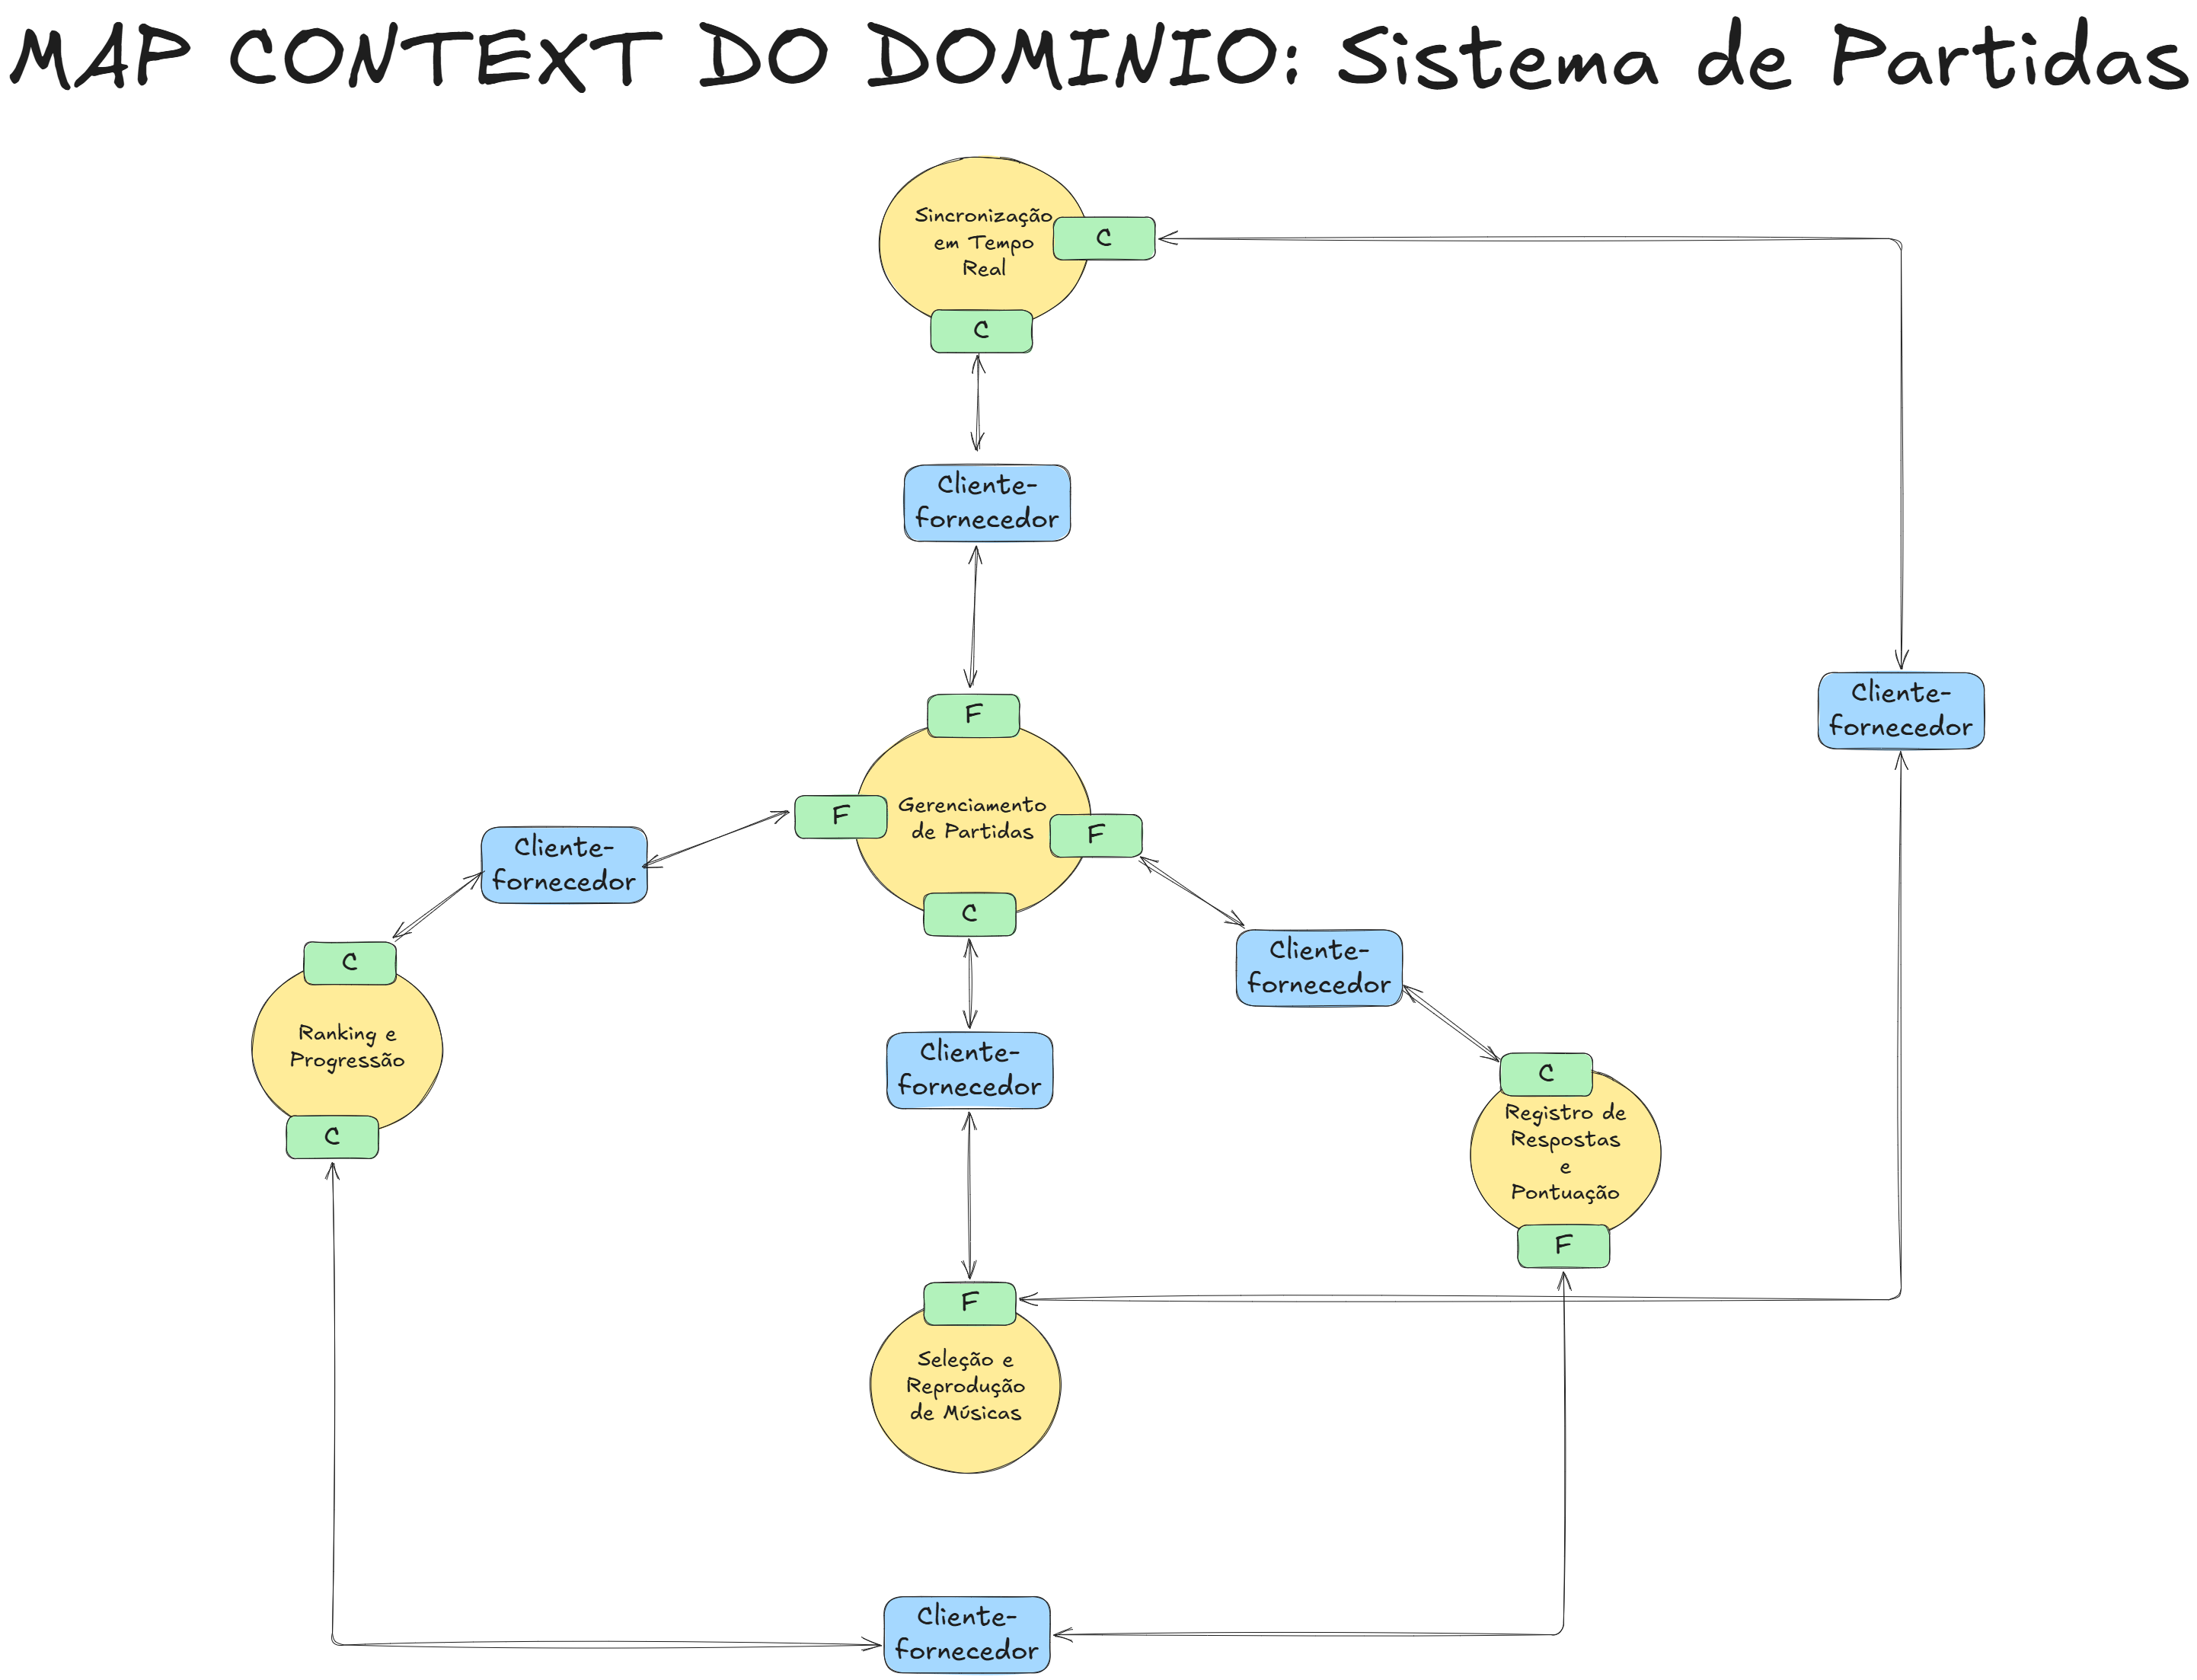 MAP CONTEXT DO DOMINIO: Sistema de Partidas
Sincronização
em Tempo
Real
C
C
Cliente-
fornecedor
Cliente-
fornecedor
F
F
Gerenciamento
de Partidas
F
C
Cliente-
fornecedor
Cliente-
fornecedor
C
Ranking e
Progressão
C
Cliente-
fornecedor
C
Registro de
Respostas
e
Pontuação
F
F
Seleção e
Reprodução
de Músicas
Cliente-
fornecedor